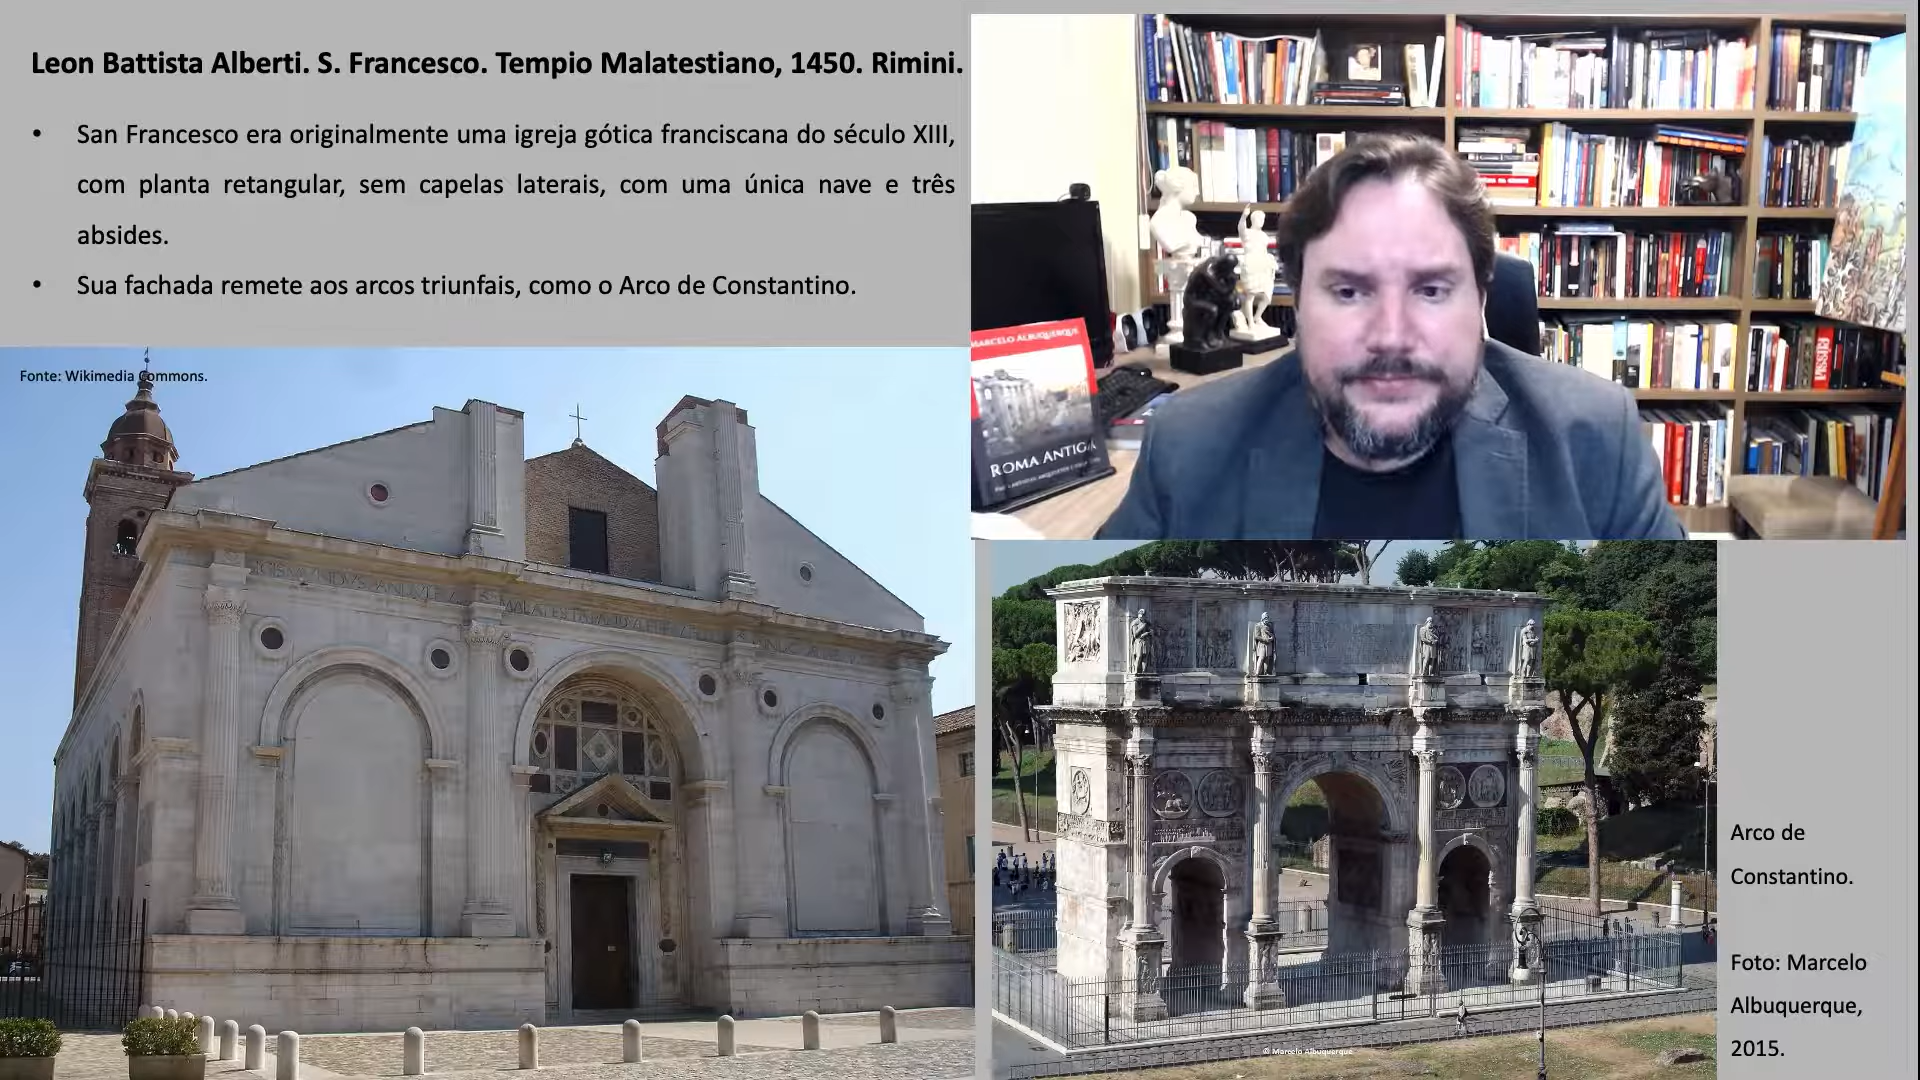 Leon Battista Alberti. S. Francesco. Tempio Malatestiano, 1450. Rimini.
• San Francesco era originalmente uma igreja gótica franciscana do século XIII,
com planta retangular, sem capelas laterais, com uma única nave e três
absides.
• Sua fachada remete aos arcos triunfais, como o Arco de Constantino.
Fonte: Wikimedia Commons.
MARCELO ALBUQUERQUE
ROMA ANTIGA
Arco de
Constantino.
Foto: Marcelo
Albuquerque,
2015.
© Marcelo Albuquerque